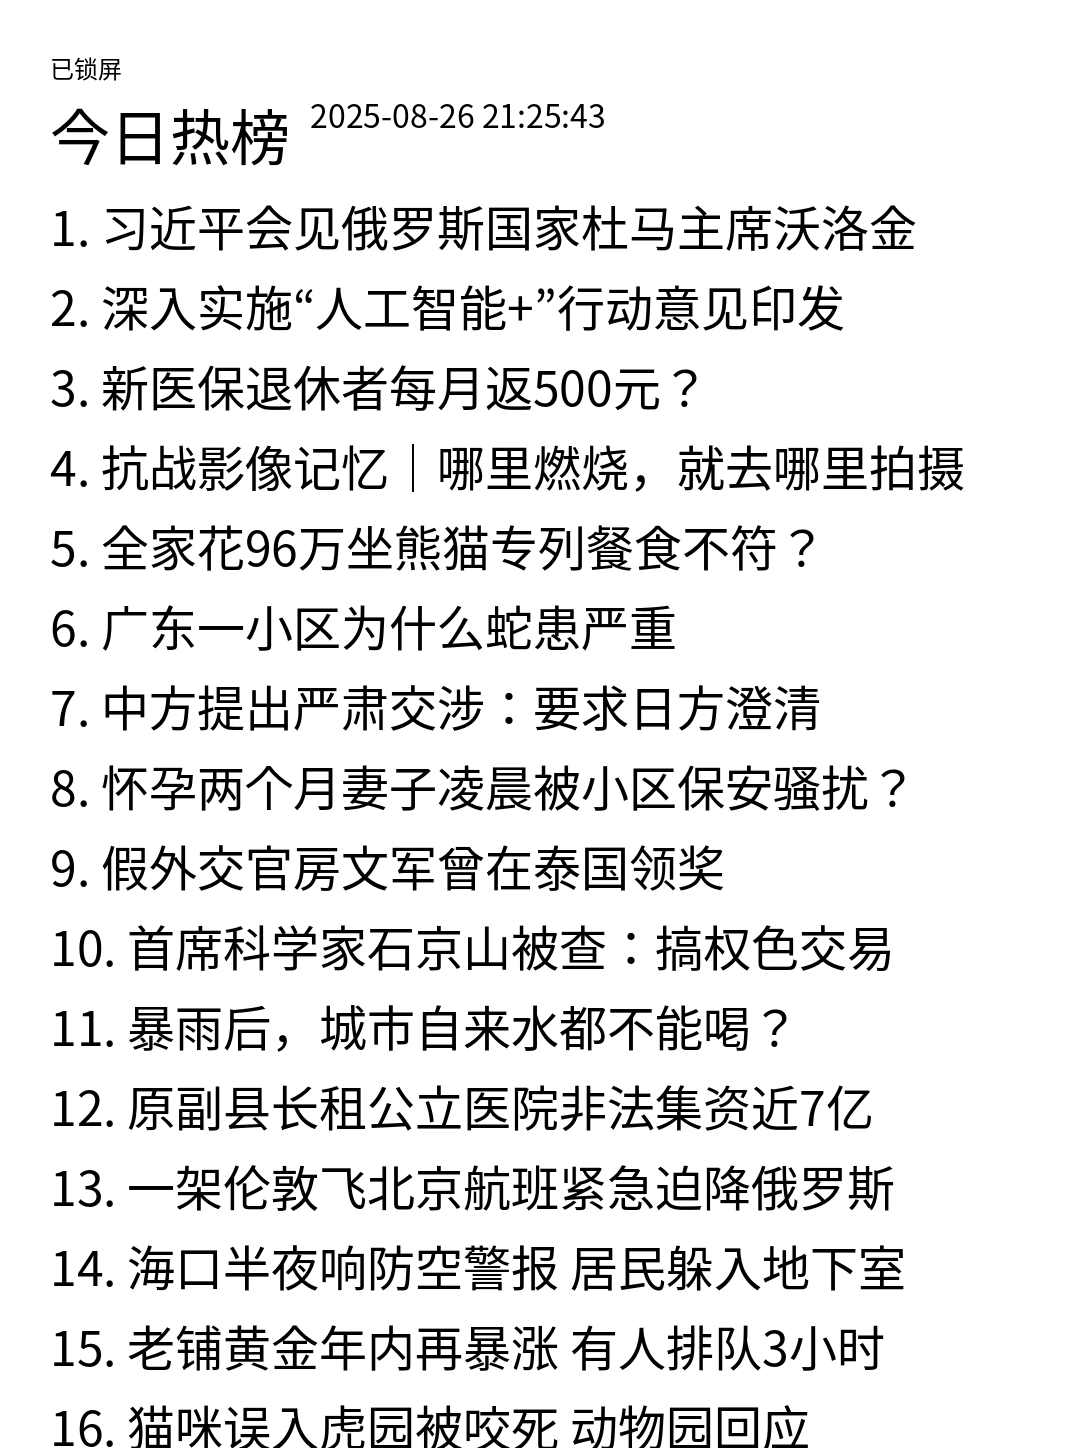 已锁屏
今日热榜 2025-08-26 21:25:43
1. 习近平会见俄罗斯国家杜马主席沃洛金
2. 深入实施“人工智能+”行动意见印发
3. 新医保退休者每月返500元？
4. 抗战影像记忆｜哪里燃烧，就去哪里拍摄
5. 全家花96万坐熊猫专列餐食不符？
6. 广东一小区为什么蛇患严重
7. 中方提出严肃交涉：要求日方澄清
8. 怀孕两个月妻子凌晨被小区保安骚扰？
9. 假外交官房文军曾在泰国领奖
10. 首席科学家石京山被查：搞权色交易
11. 暴雨后，城市自来水都不能喝？
12. 原副县长租公立医院非法集资近7亿
13. 一架伦敦飞北京航班紧急迫降俄罗斯
14. 海口半夜响防空警报 居民躲入地下室
15. 老铺黄金年内再暴涨 有人排队3小时
16. 猫咪误入虎园被咬死 动物园回应